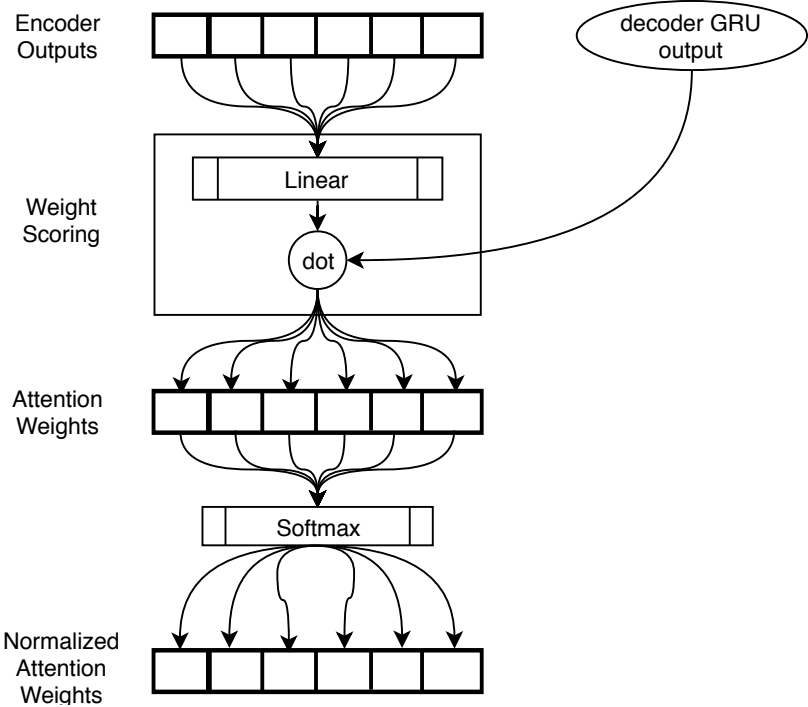 Encoder
Outputs
decoder GRU
output
Linear
Weight
Scoring
dot
Attention
Weights
Softmax
Normalized
Attention
Weights